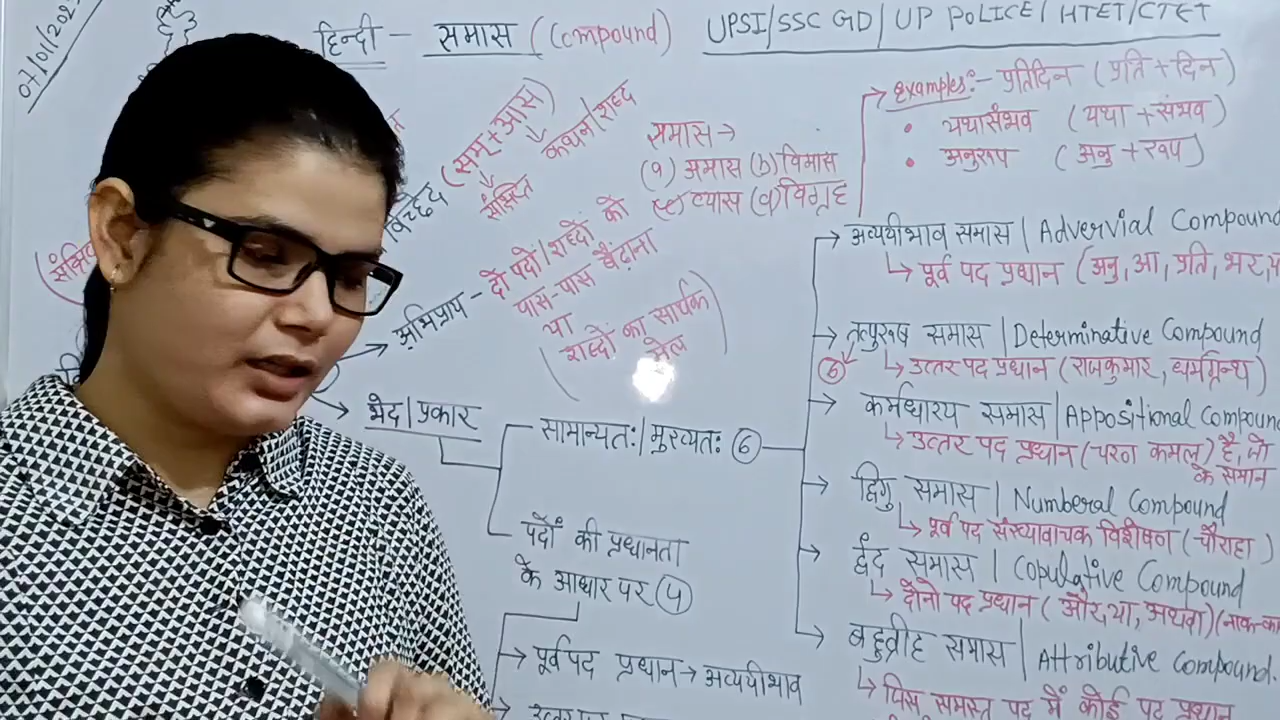 07/01/202
हिन्दी - समास (Compound)
UPSI/SSC GD/UP POLICE/HTET/CTET
Examples:- प्रतिदिन (प्रति+दिन)
• यथासंभव (यथा+संभव)
• अनुरूप (अनु+रूप)
विच्छेद (सम्+आस)
संक्षिप्त
कथन/शब्द
समास →
(a) अमास (b) विमास
(c) व्यास (d) विग्रह
अभिप्राय - दो पदों/शब्दों को
पास-पास बैठाना
या
(शब्दों का सार्थक
मेल)
भेद/प्रकार
सामान्यतः/मुख्यतः 6
पदों की प्रधानता
के आधार पर 4
पूर्व पद प्रधान → अव्ययीभाव
अव्ययीभाव समास | Advervial Compound
पूर्व पद प्रधान (अनु, आ, प्रति, भर,
तत्पुरुष समास | Determinative Compound
6 उत्तर पद प्रधान (राजकुमार, धर्मग्रन्थ)
कर्मधारय समास | Appositional Compound
उत्तर पद प्रधान (चरण कमल) है, जो
के समान
द्विगु समास | Numberal Compound
पूर्व पद संख्यावाचक विशेषण (चौराहा)
द्वंद समास | Copulative Compound
दोनो पद प्रधान (और, या, अथवा) (नाक-का
बहुव्रीह समास | Attributive Compound.
जिस समस्त पद में कोई पद प्रधान